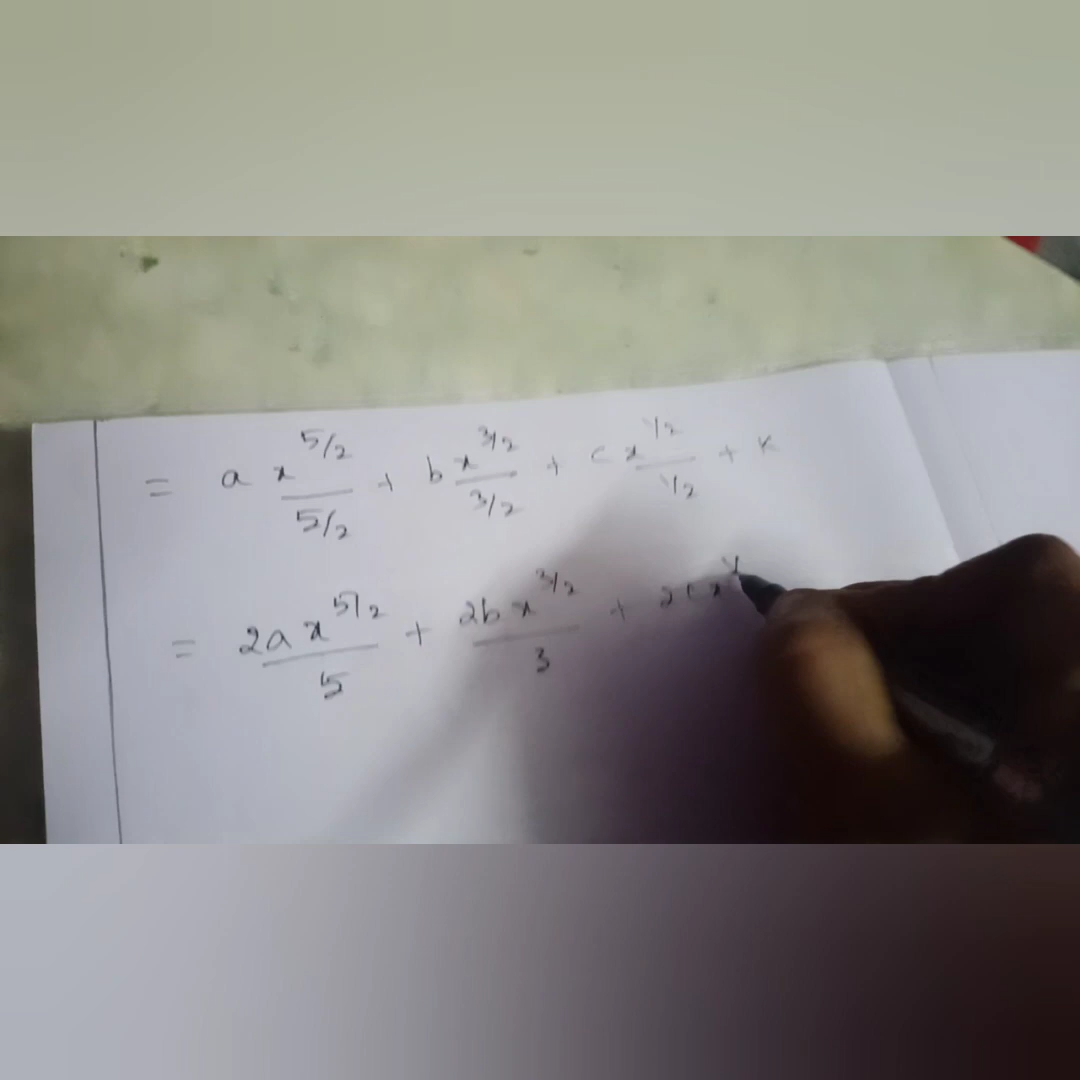 = a x^5/2 / 5/2 + b x^3/2 / 3/2 + c x^1/2 / 1/2 + k
= 2a x^5/2 / 5 + 2b x^3/2 / 3 + 2c x